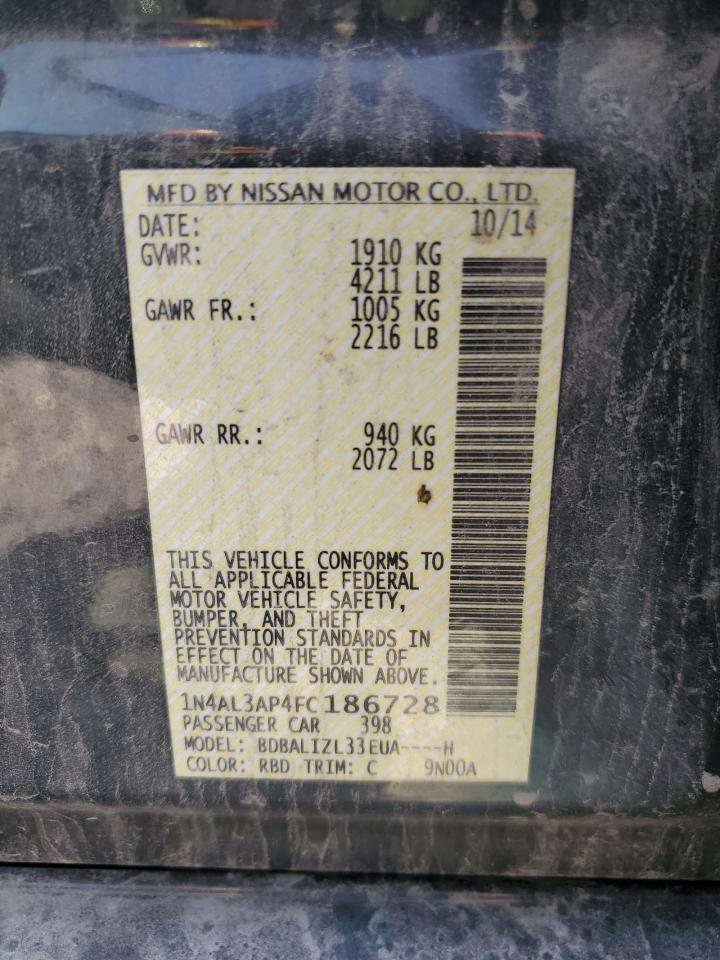 MFD BY NISSAN MOTOR CO., LTD.
DATE: 10/14
GVWR: 1910 KG
4211 LB
GAWR FR.: 1005 KG
2216 LB
GAWR RR.: 940 KG
2072 LB
THIS VEHICLE CONFORMS TO
ALL APPLICABLE FEDERAL
MOTOR VEHICLE SAFETY,
BUMPER, AND THEFT
PREVENTION STANDARDS IN
EFFECT ON THE DATE OF
MANUFACTURE SHOWN ABOVE.
1N4AL3AP4FC186728
PASSENGER CAR 398
MODEL: BDBALIZL33EUA----H
COLOR: RBD TRIM: C 9N00A